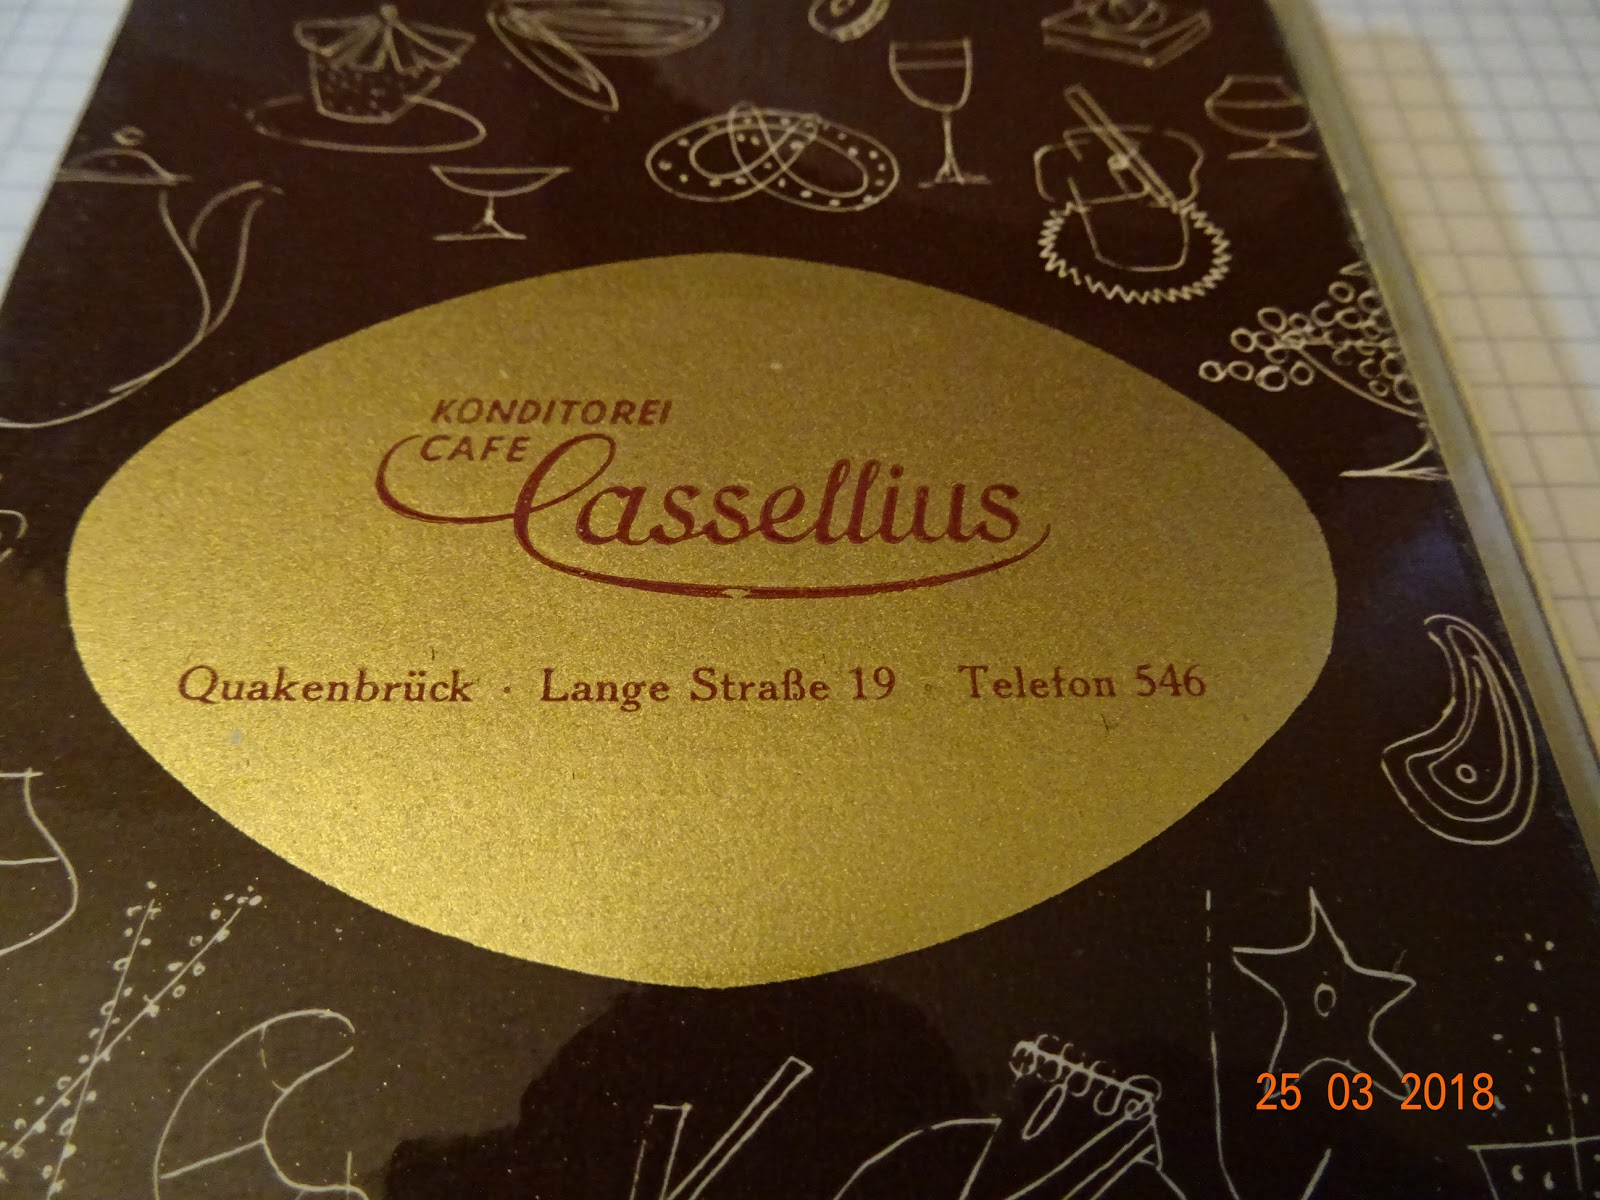 KONDITOREI
CAFE Cassellius
Quakenbrück · Lange Straße 19 · Telefon 546
25 03 2018